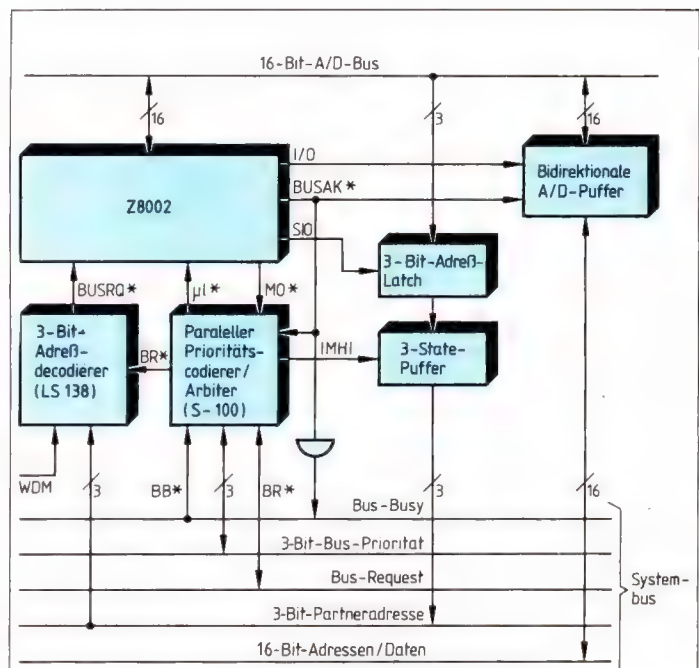 16-Bit-A/D-Bus
16
3
16
Z8002
I/O
BUSAK*
SIO
Bidirektionale
A/D-Puffer
3-Bit-Adreß-
Latch
BUSRQ*
µI*
MO*
3-Bit-
Adreß-
decodierer
(LS 138)
BR*
Paralleler
Prioritäts-
codierer/
Arbiter
(S-100)
IMHI
3-State-
Puffer
WDM
3
BB*
3
BR*
3
16
Bus-Busy
3-Bit-Bus-Priorität
Bus-Request
3-Bit-Partneradresse
16-Bit-Adressen/Daten
System-
bus